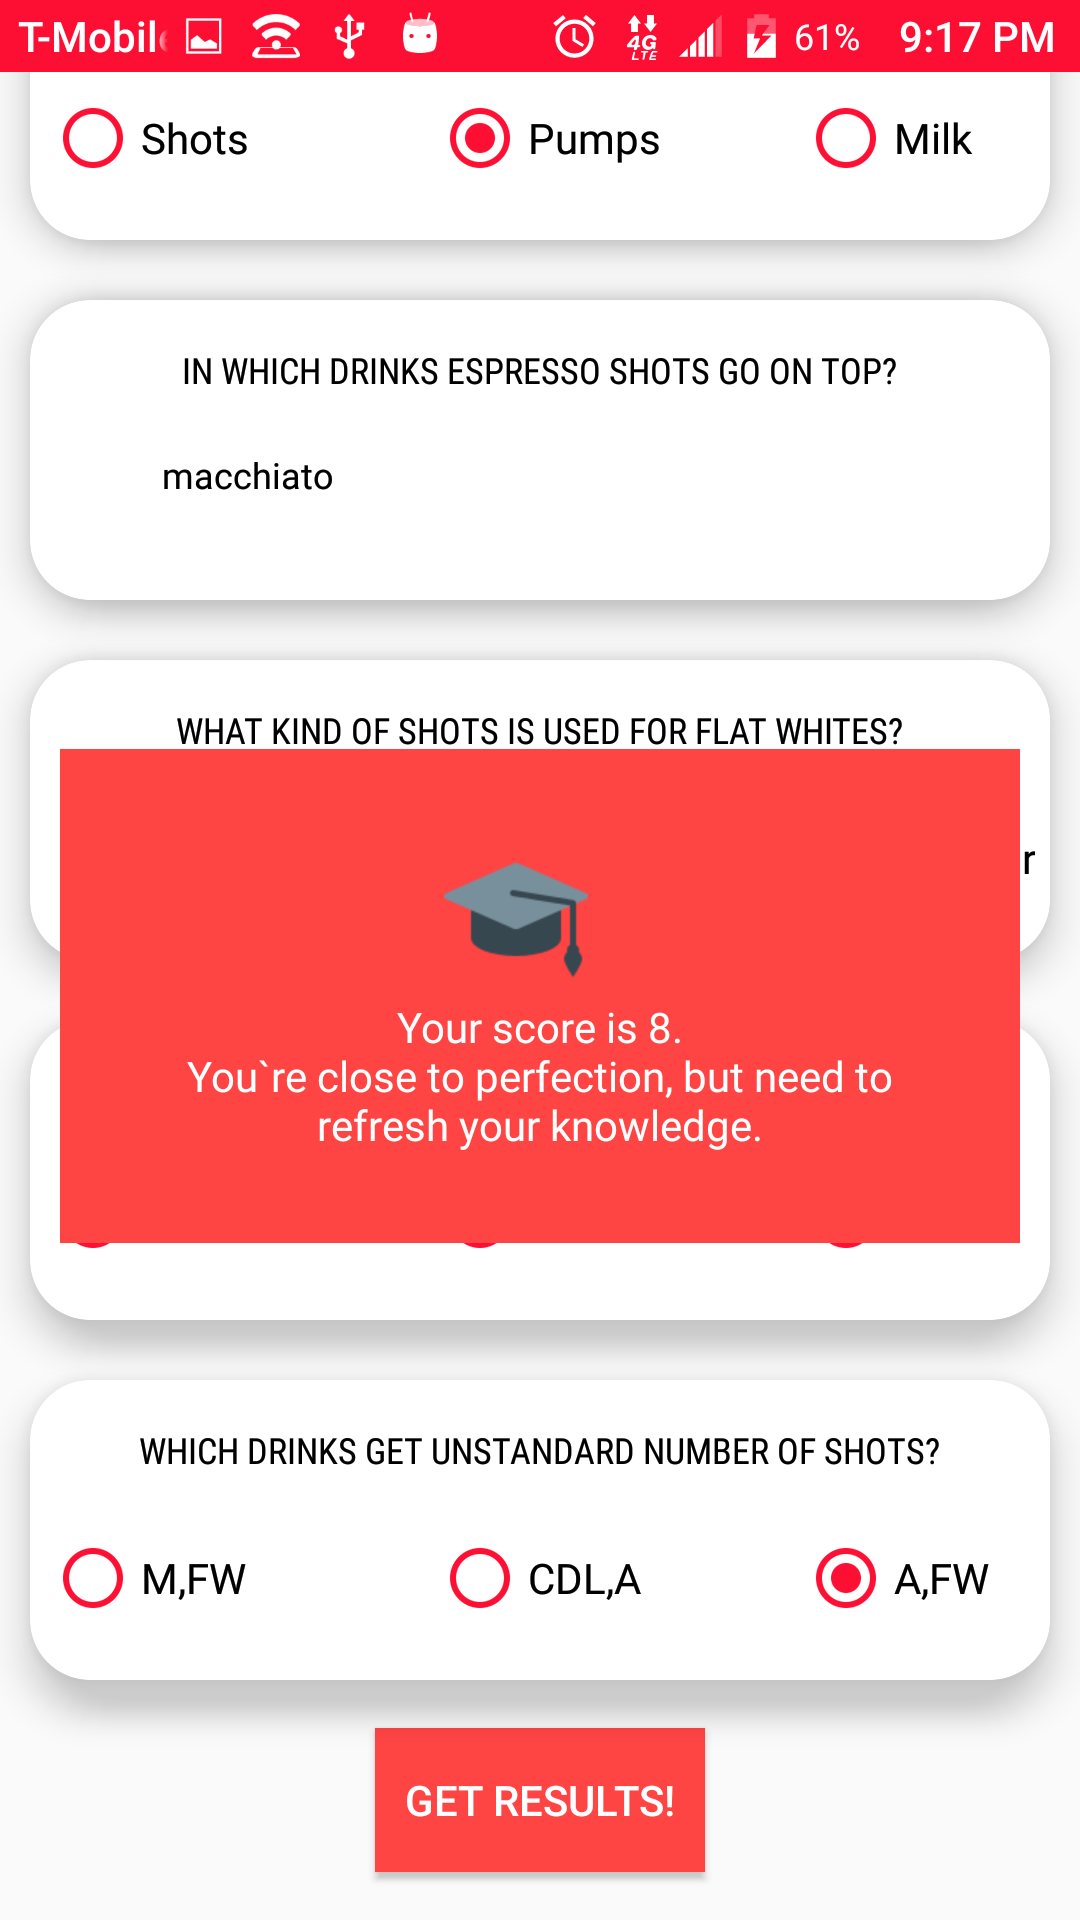 T-Mobile 4G LTE 61% 9:17 PM
Shots Pumps Milk
IN WHICH DRINKS ESPRESSO SHOTS GO ON TOP?
macchiato
WHAT KIND OF SHOTS IS USED FOR FLAT WHITES?
r
Your score is 8.
You`re close to perfection, but need to
refresh your knowledge.
WHICH DRINKS GET UNSTANDARD NUMBER OF SHOTS?
M,FW CDL,A A,FW
GET RESULTS!